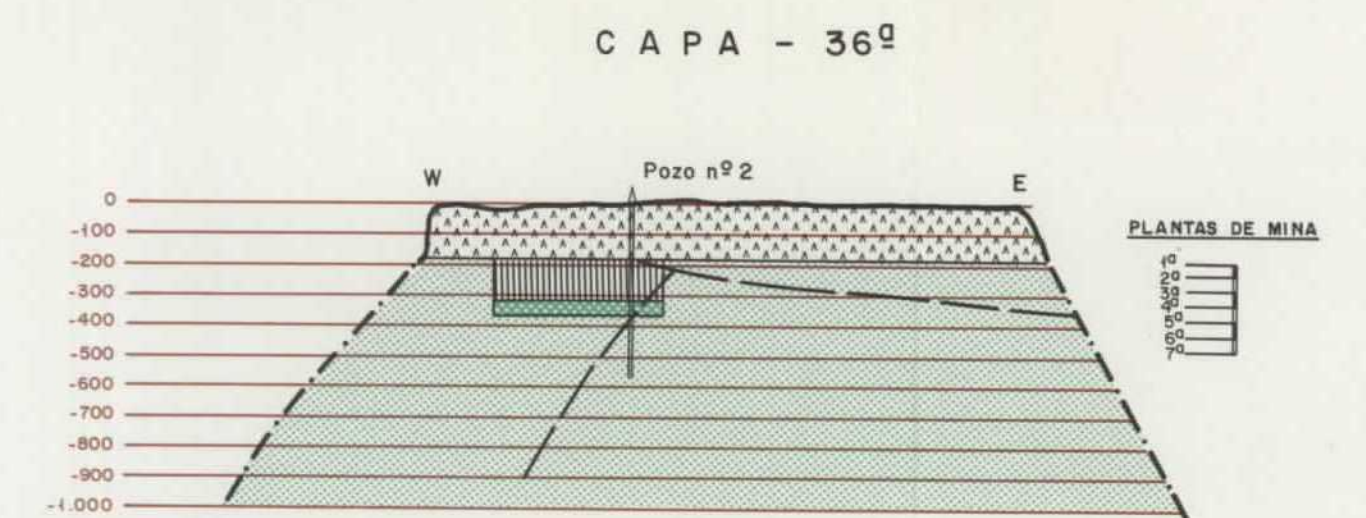 CAPA - 36ª
W
Pozo nº 2
E
0
-100
-200
-300
-400
-500
-600
-700
-800
-900
-1.000
PLANTAS DE MINA
1ª
2ª
3ª
4ª
5ª
6ª
7ª